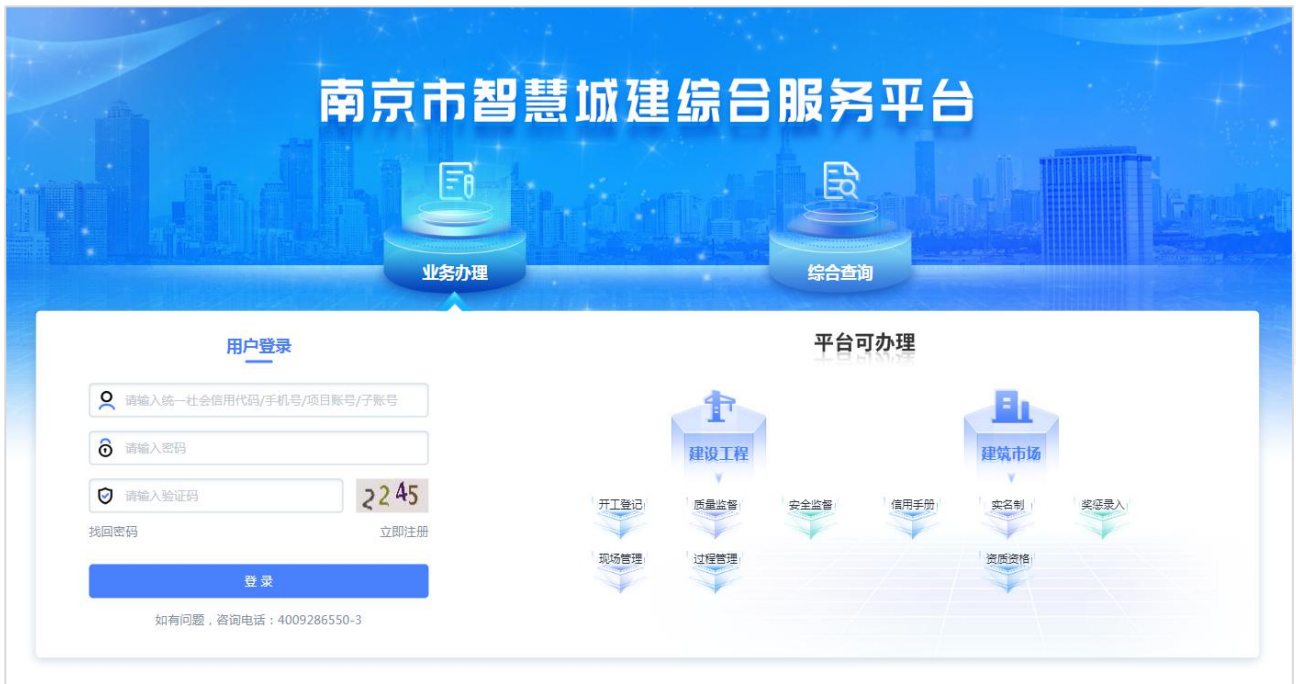 南京市智慧城建综合服务平台
业务办理
综合查询
用户登录
请输入统一社会信用代码/手机号/项目账号/子账号
请输入密码
请输入验证码
2245
找回密码
立即注册
登录
如有问题，咨询电话：4009286550-3
平台可办理
建设工程
建筑市场
开工登记
质量监督
安全监督
信用手册
实名制
奖惩录入
现场管理
过程管理
资质资格